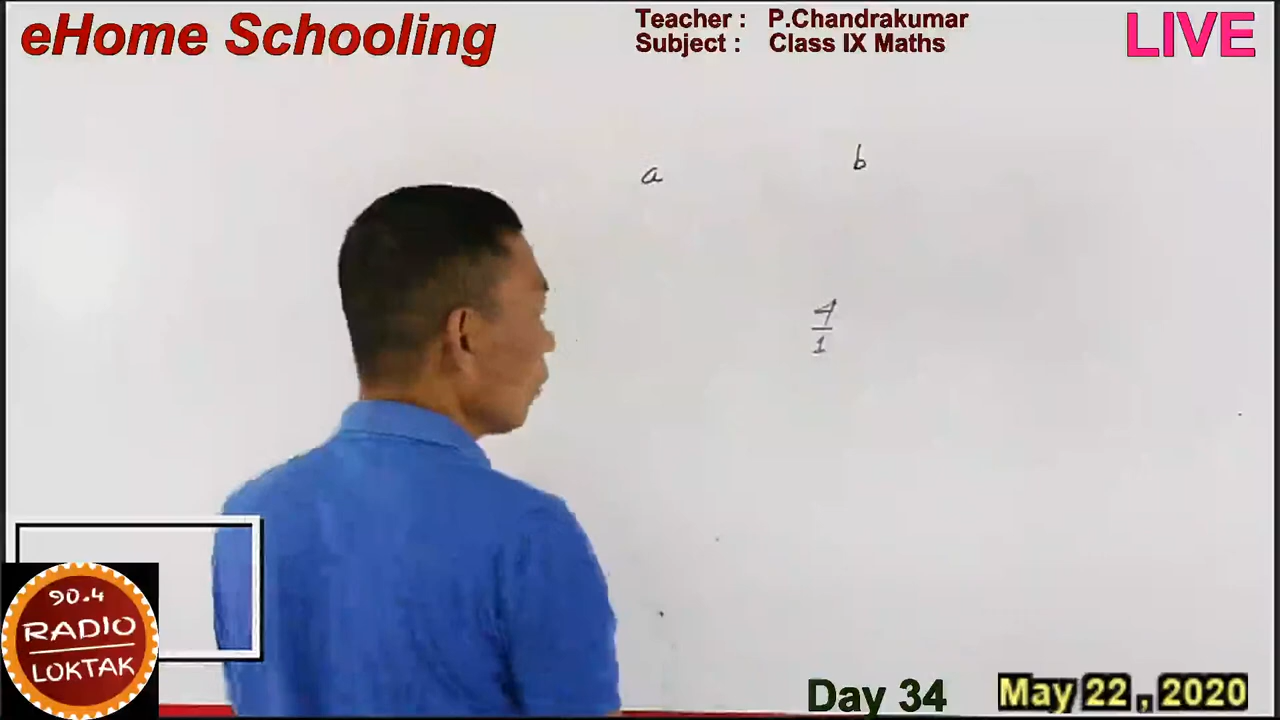 eHome Schooling
Teacher : P.Chandrakumar
Subject : Class IX Maths
LIVE
a b
4
1
90.4
RADIO
LOKTAK
Day 34
May 22 , 2020